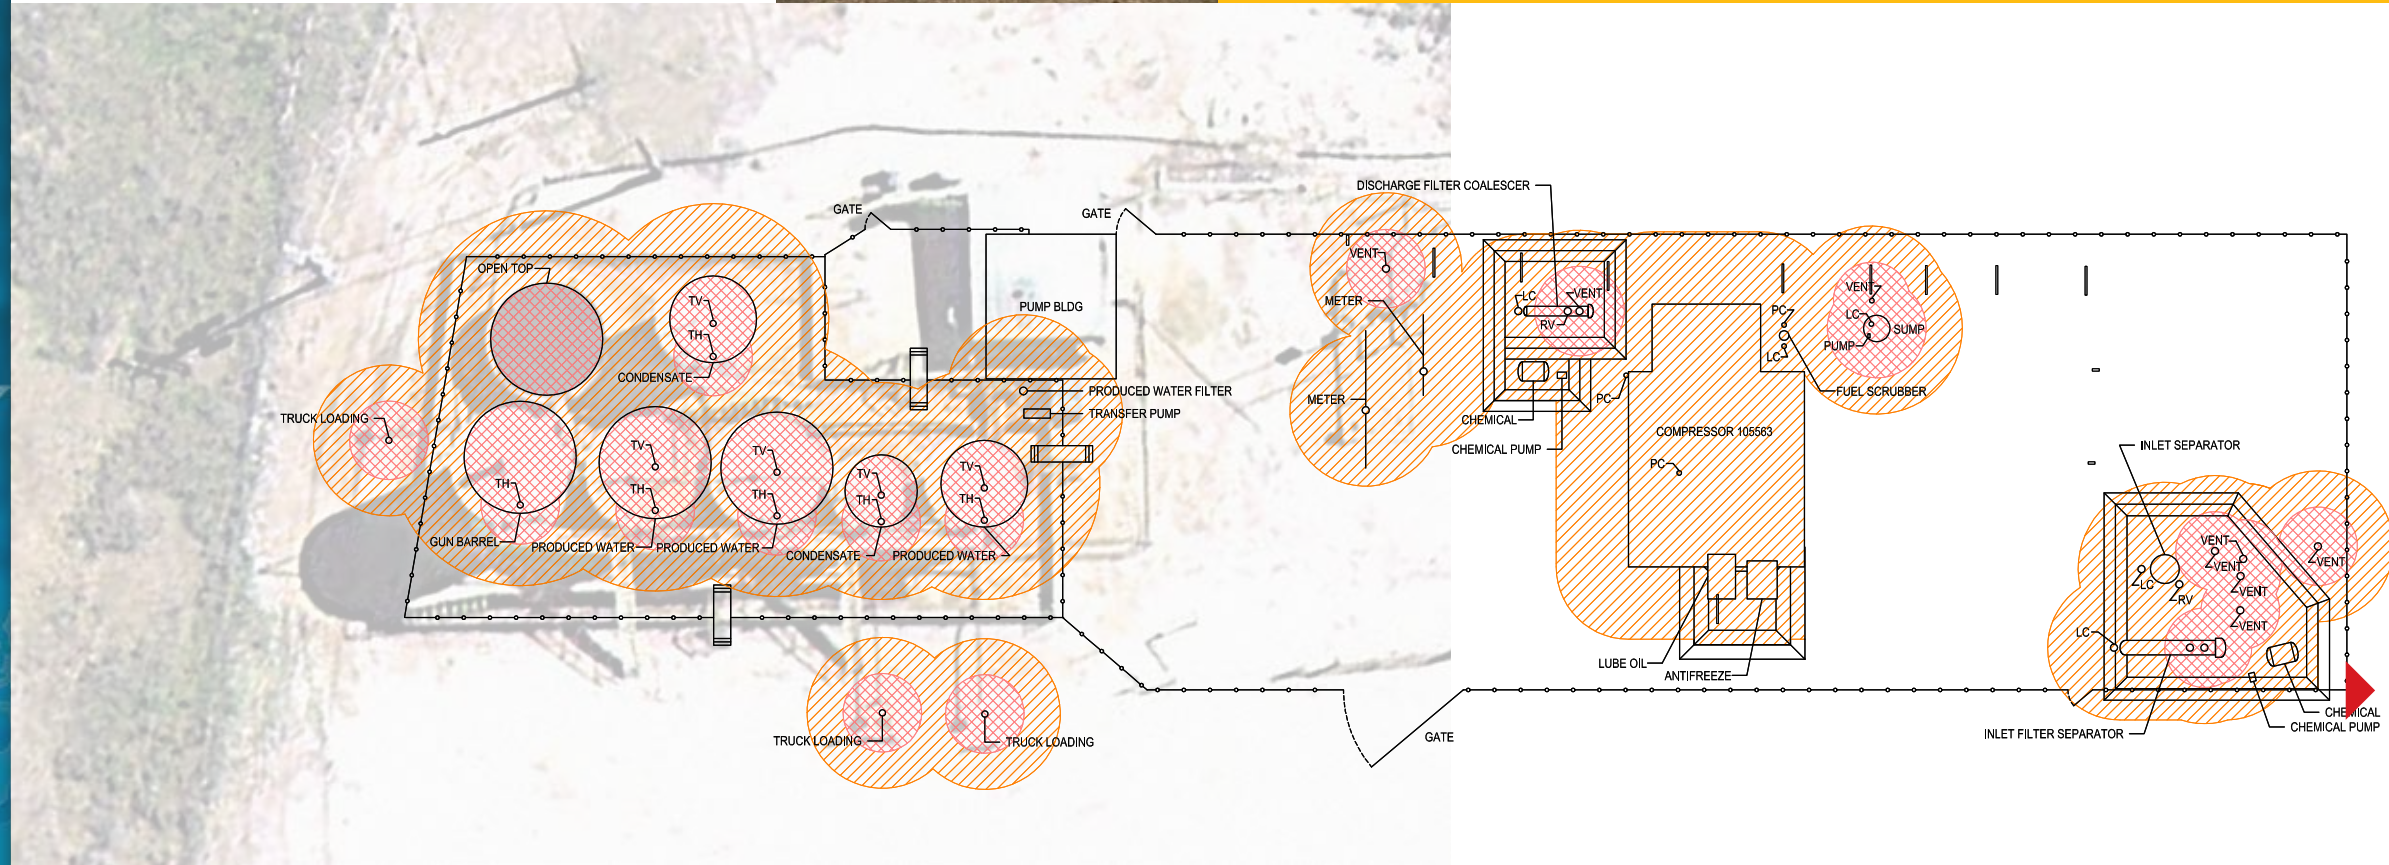 DISCHARGE FILTER COALESCER
GATE
GATE
OPEN TOP
TV
TH
CONDENSATE
PUMP BLDG
VENT
METER
METER
LC
VENT
RV
PC
LC
VENT
LC
SUMP
PUMP
FUEL SCRUBBER
PC
TRUCK LOADING
PRODUCED WATER FILTER
TRANSFER PUMP
CHEMICAL
CHEMICAL PUMP
COMPRESSOR 105563
PC
INLET SEPARATOR
TH
GUN BARREL
TV
TH
PRODUCED WATER
TV
TH
PRODUCED WATER
TV
TH
CONDENSATE
TV
TH
PRODUCED WATER
VENT
VENT
VENT
VENT
VENT
LC
RV
LC
LUBE OIL
ANTIFREEZE
TRUCK LOADING
TRUCK LOADING
GATE
INLET FILTER SEPARATOR
CHEMICAL
CHEMICAL PUMP